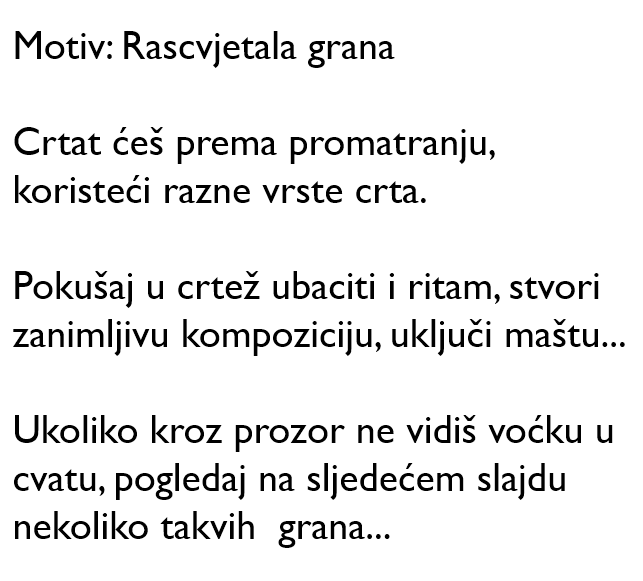 Motiv: Rascvjetala grana
Crtat ćeš prema promatranju,
koristeći razne vrste crta.
Pokušaj u crtež ubaciti i ritam, stvori
zanimljivu kompoziciju, uključi maštu...
Ukoliko kroz prozor ne vidiš voćku u
cvatu, pogledaj na sljedećem slajdu
nekoliko takvih  grana...